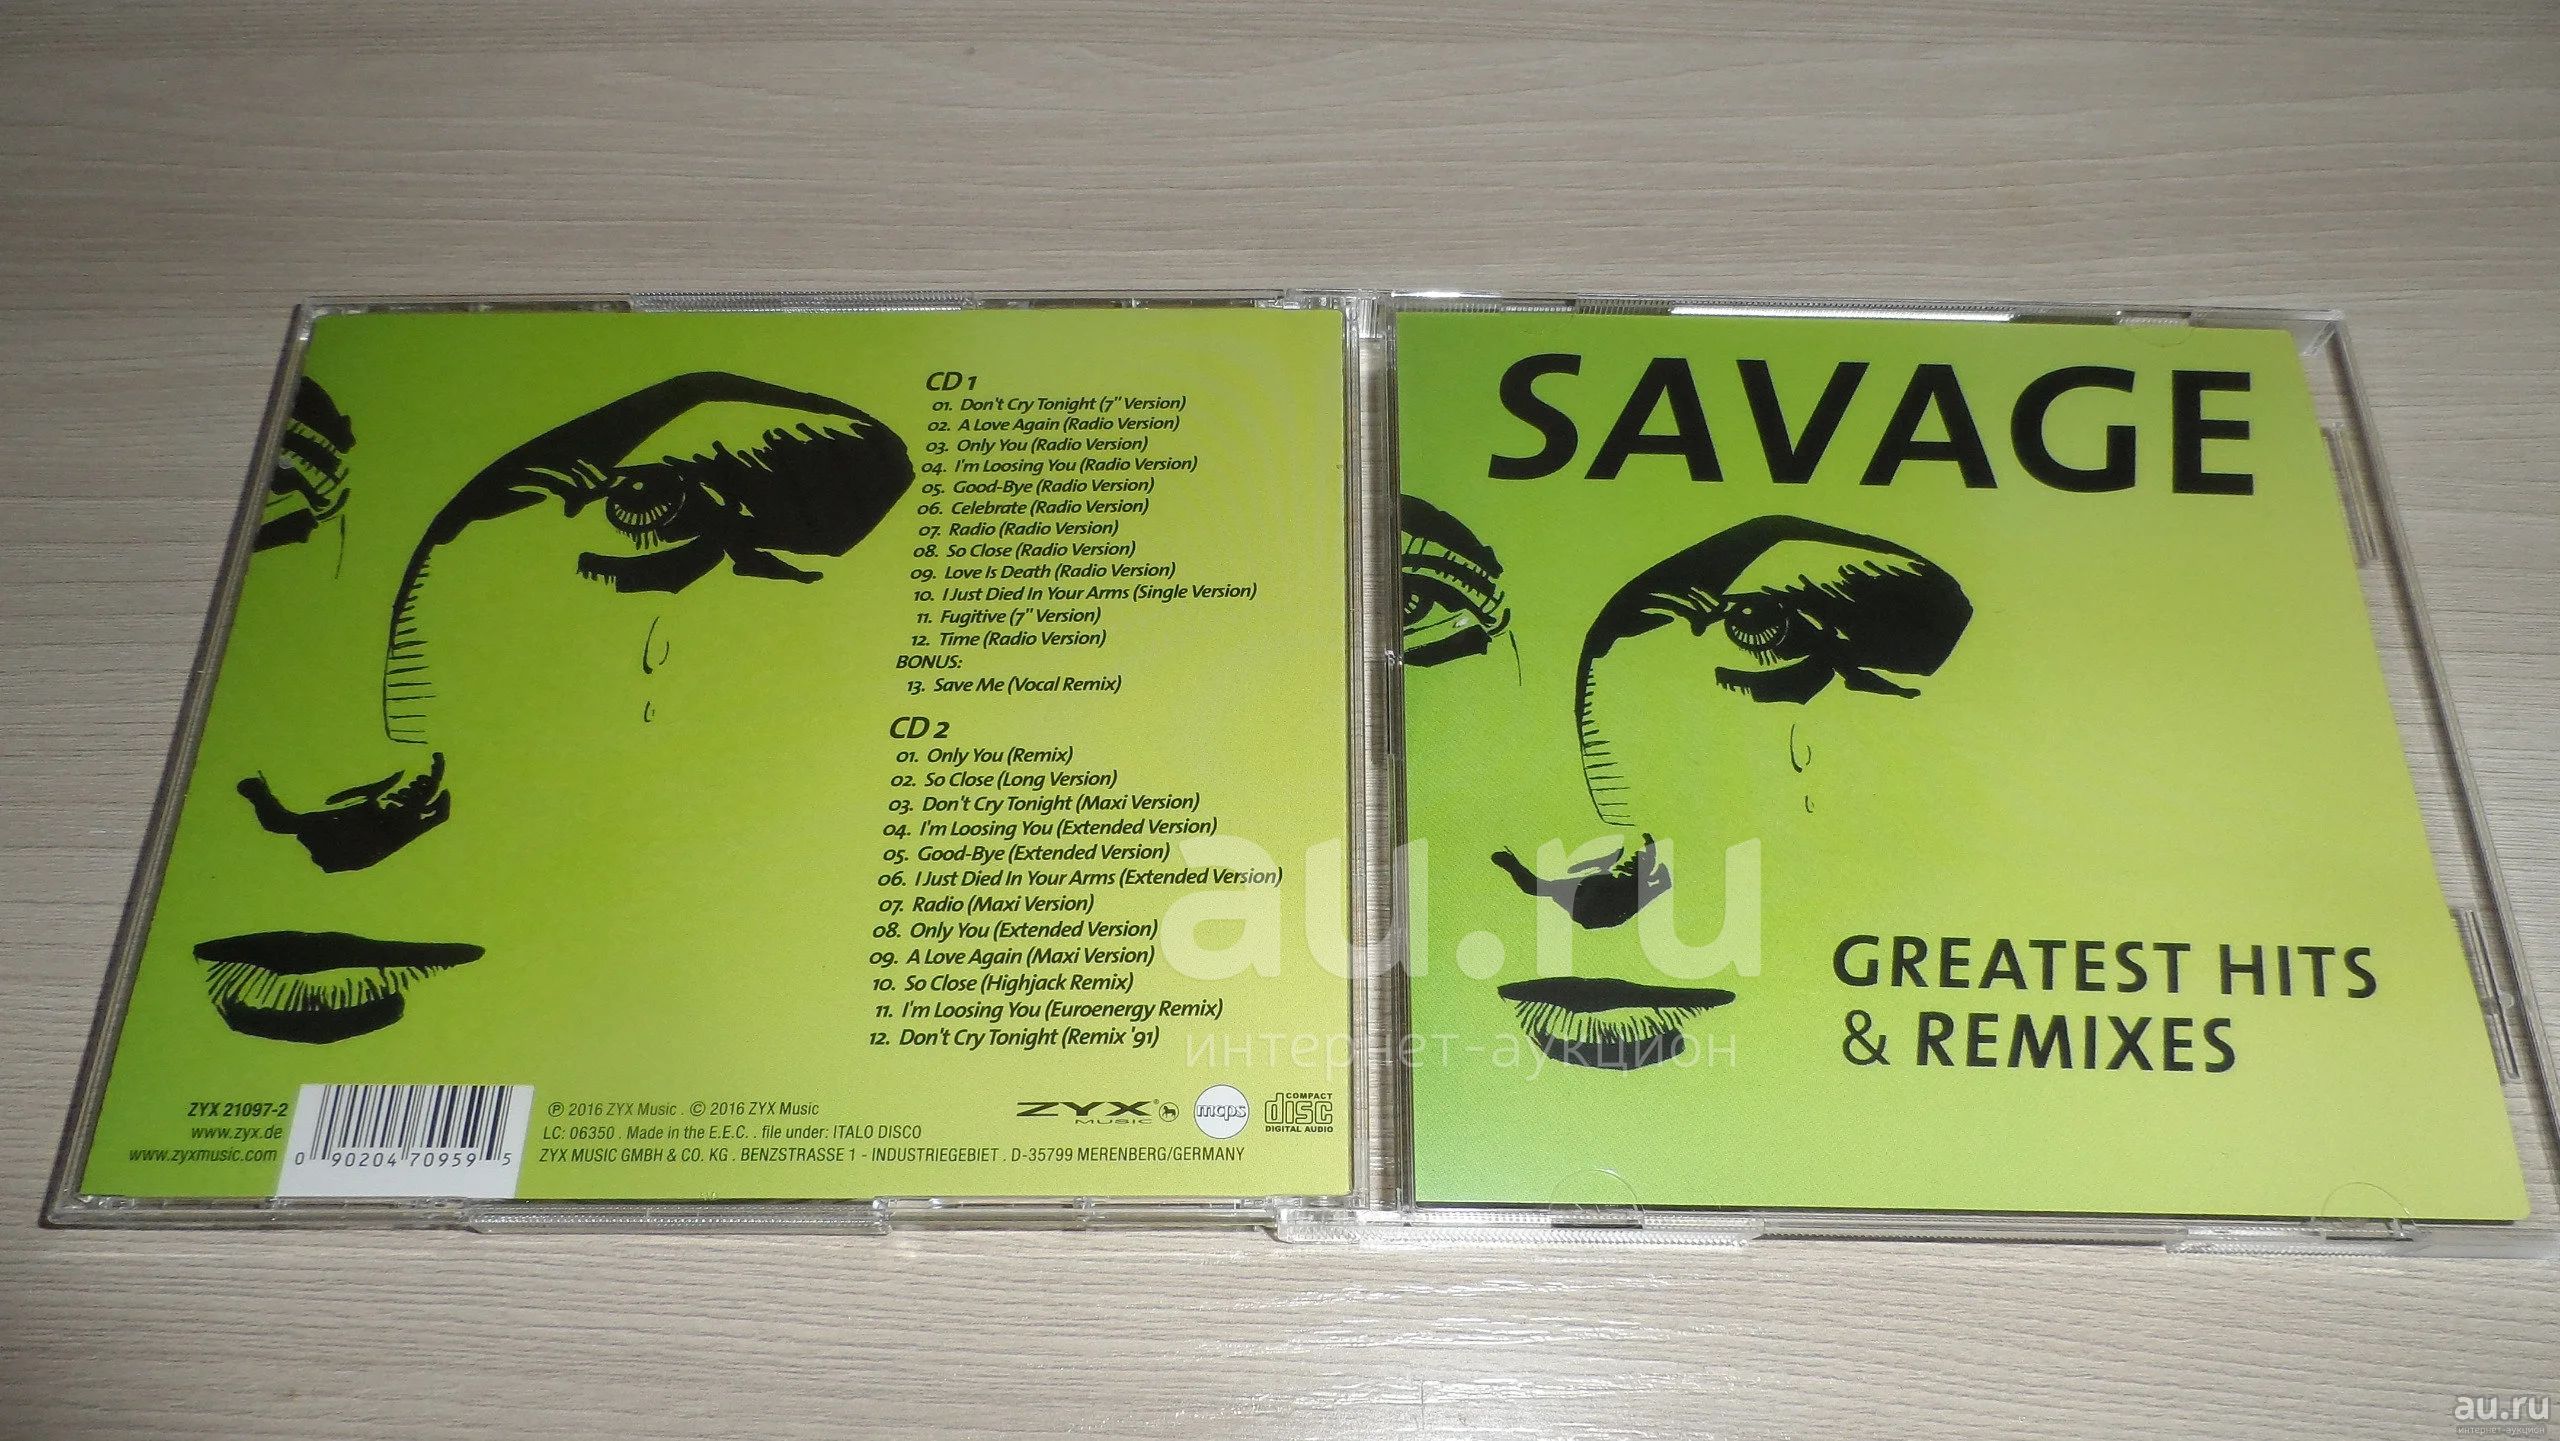 CD 1
01. Don't Cry Tonight (7" Version)
02. A Love Again (Radio Version)
03. Only You (Radio Version)
04. I'm Loosing You (Radio Version)
05. Good-Bye (Radio Version)
06. Celebrate (Radio Version)
07. Radio (Radio Version)
08. So Close (Radio Version)
09. Love Is Death (Radio Version)
10. I Just Died In Your Arms (Single Version)
11. Fugitive (7" Version)
12. Time (Radio Version)
BONUS:
13. Save Me (Vocal Remix)
CD 2
01. Only You (Remix)
02. So Close (Long Version)
03. Don't Cry Tonight (Maxi Version)
04. I'm Loosing You (Extended Version)
05. Good-Bye (Extended Version)
06. I Just Died In Your Arms (Extended Version)
07. Radio (Maxi Version)
08. Only You (Extended Version)
09. A Love Again (Maxi Version)
10. So Close (Highjack Remix)
11. I'm Loosing You (Euroenergy Remix)
12. Don't Cry Tonight (Remix '91)
ZYX 21097-2
www.zyx.de
www.zyxmusic.com
0 90204 70959 5
℗ 2016 ZYX Music . © 2016 ZYX Music
LC: 06350 . Made in the E.E.C. . file under: ITALO DISCO
ZYX MUSIC GMBH & CO. KG . BENZSTRASSE 1 - INDUSTRIEGEBIET . D-35799 MERENBERG/GERMANY
ZYX®
MUSIC
mcps
COMPACT
disc
DIGITAL AUDIO
SAVAGE
GREATEST HITS
& REMIXES
au.ru
интернет-аукцион
au.ru
интернет-аукцион